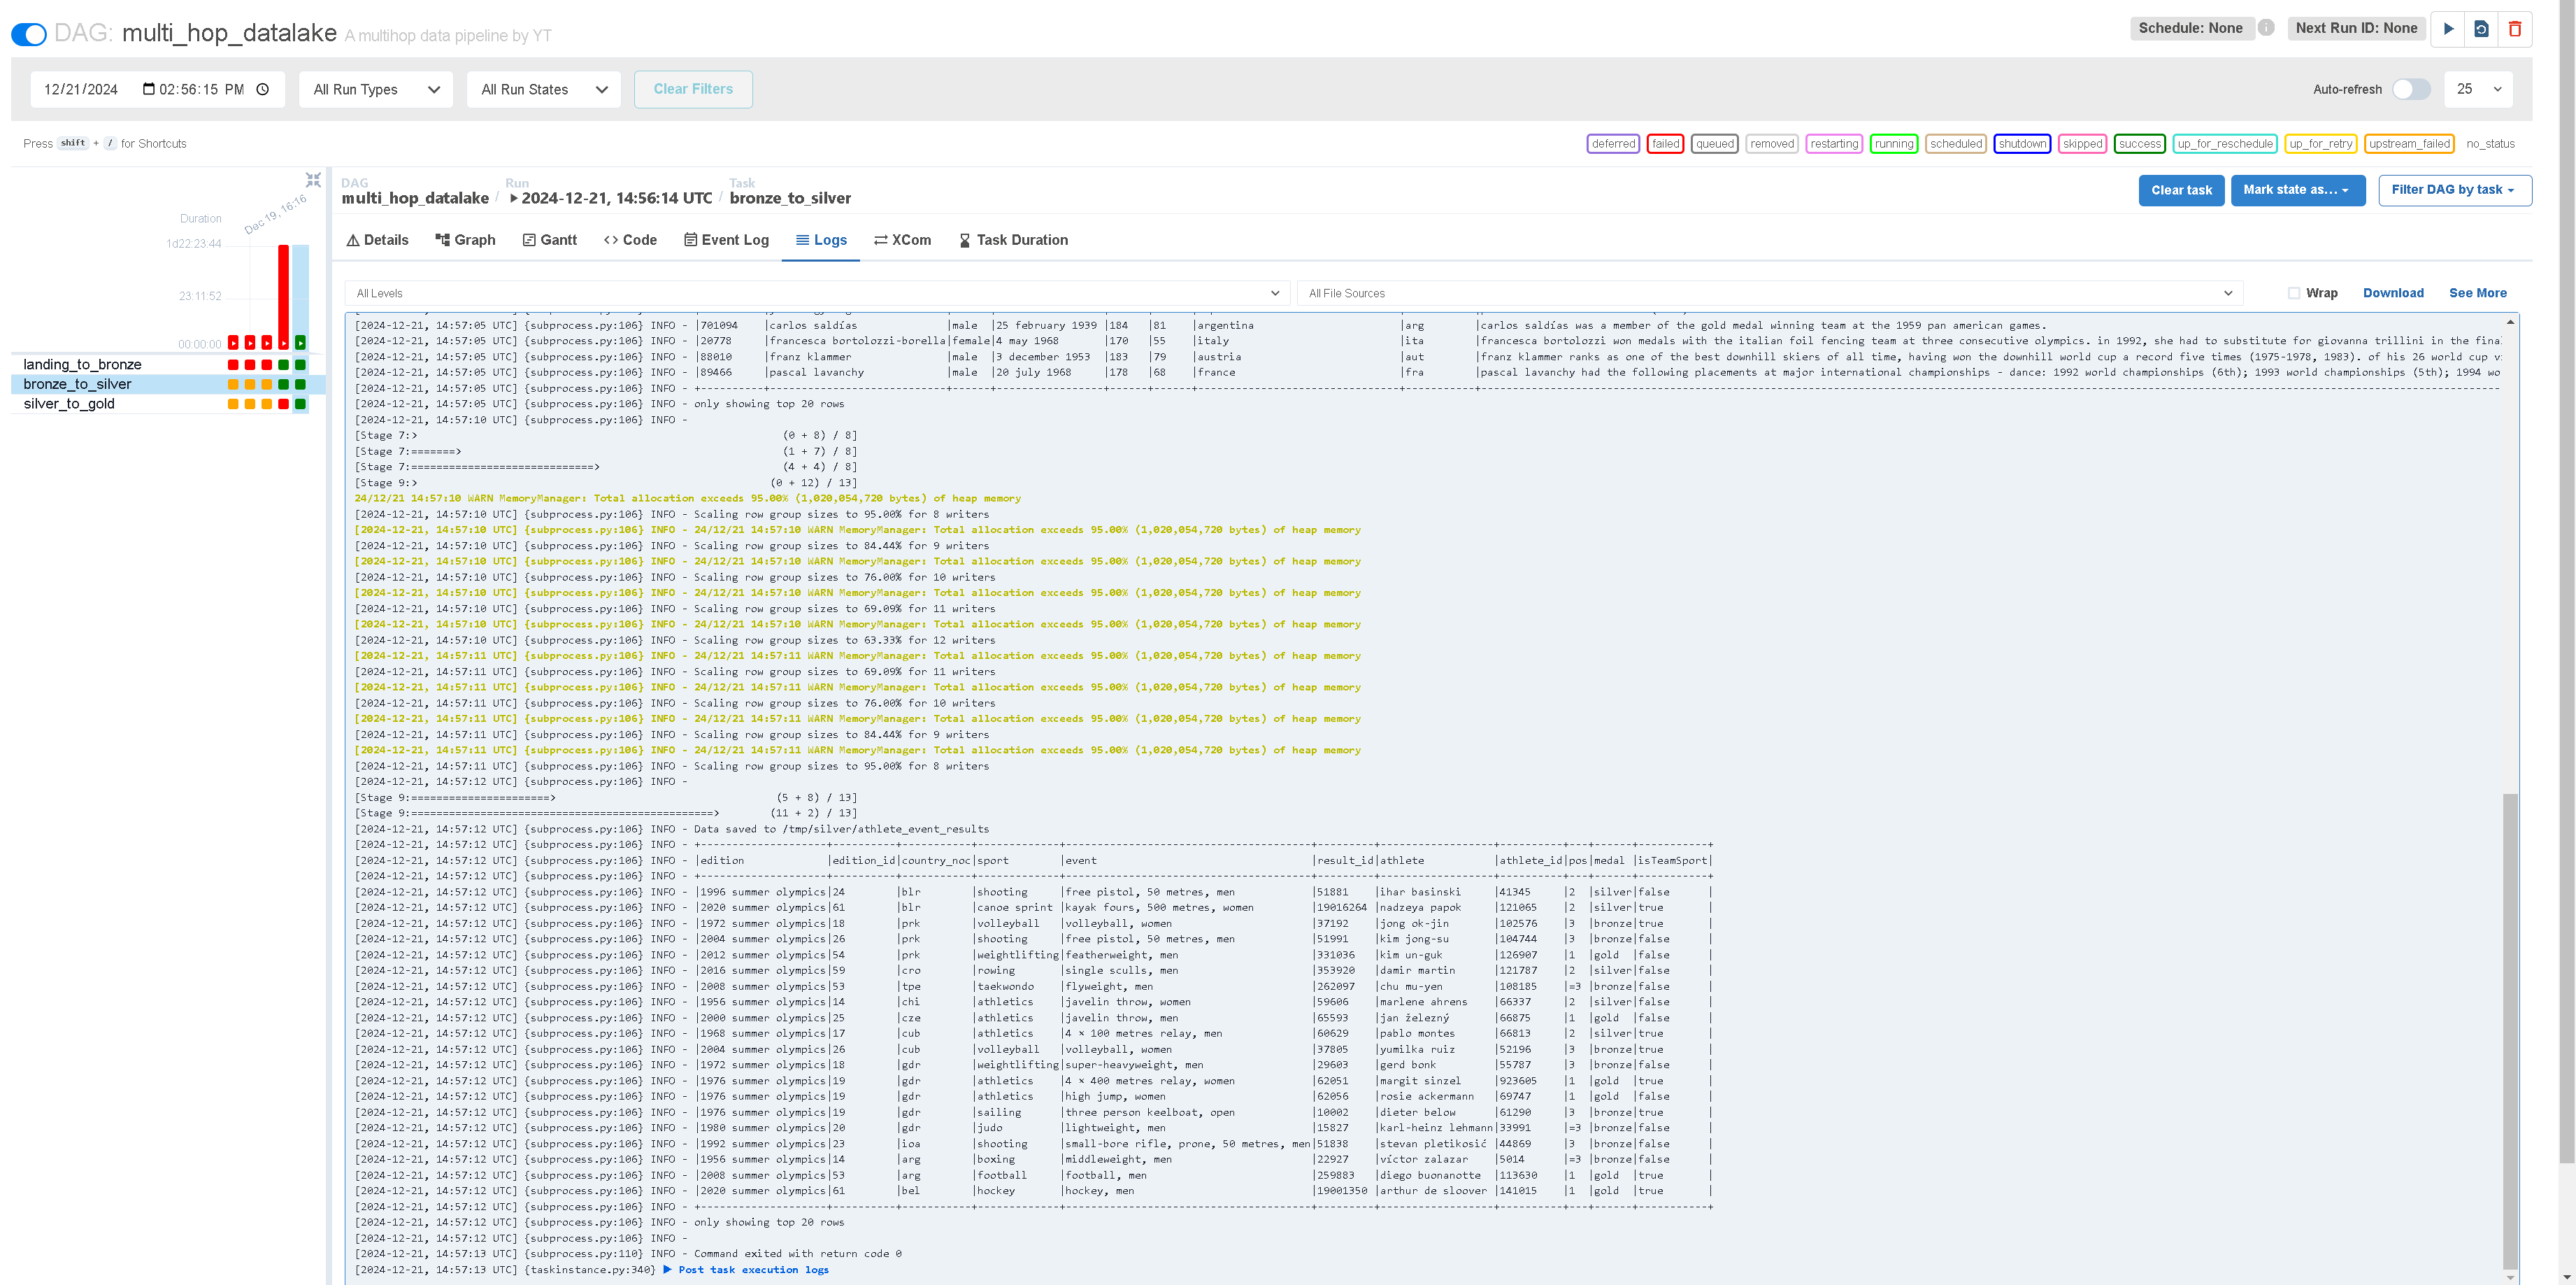 DAG: multi_hop_datalake A multihop data pipeline by YT
Schedule: None
Next Run ID: None
12/21/2024 02:56:15 PM
All Run Types
All Run States
Clear Filters
Auto-refresh
25
Press shift + / for Shortcuts
deferred failed queued removed restarting running scheduled shutdown skipped success up_for_reschedule up_for_retry upstream_failed no_status
Duration
Dec 19, 16:16
1d22:23:44
23:11:52
00:00:00
landing_to_bronze
bronze_to_silver
silver_to_gold
DAG Run Task
multi_hop_datalake / 2024-12-21, 14:56:14 UTC / bronze_to_silver
Clear task
Mark state as...
Filter DAG by task
Details Graph Gantt Code Event Log Logs XCom Task Duration
All Levels
All File Sources
Wrap
Download
See More
[2024-12-21, 14:57:05 UTC] {subprocess.py:106} INFO - |701094 |carlos saldías |male |25 february 1939 |184 |81 |argentina |arg |carlos saldías was a member of the gold medal winning team at the 1959 pan american games.
[2024-12-21, 14:57:05 UTC] {subprocess.py:106} INFO - |20778 |francesca bortolozzi-borella|female|4 may 1968 |170 |55 |italy |ita |francesca bortolozzi won medals with the italian foil fencing team at three consecutive olympics. in 1992, she had to substitute for giovanna trillini in the final
[2024-12-21, 14:57:05 UTC] {subprocess.py:106} INFO - |88010 |franz klammer |male |3 december 1953 |183 |79 |austria |aut |franz klammer ranks as one of the best downhill skiers of all time, having won the downhill world cup a record five times (1975-1978, 1983). of his 26 world cup
[2024-12-21, 14:57:05 UTC] {subprocess.py:106} INFO - |89466 |pascal lavanchy |male |20 july 1968 |178 |68 |france |fra |pascal lavanchy had the following placements at major international championships - dance: 1992 world championships (6th); 1993 world championships (5th); 1994 wo
[2024-12-21, 14:57:05 UTC] {subprocess.py:106} INFO - +----------+----------------------------+------+-----------------+------+------+--------------------------------+-----------+----------
[2024-12-21, 14:57:05 UTC] {subprocess.py:106} INFO - only showing top 20 rows
[2024-12-21, 14:57:10 UTC] {subprocess.py:106} INFO -
[Stage 7:> (0 + 8) / 8]
[Stage 7:=======> (1 + 7) / 8]
[Stage 7:=============================> (4 + 4) / 8]
[Stage 9:> (0 + 12) / 13]
24/12/21 14:57:10 WARN MemoryManager: Total allocation exceeds 95.00% (1,020,054,720 bytes) of heap memory
[2024-12-21, 14:57:10 UTC] {subprocess.py:106} INFO - Scaling row group sizes to 95.00% for 8 writers
[2024-12-21, 14:57:10 UTC] {subprocess.py:106} INFO - 24/12/21 14:57:10 WARN MemoryManager: Total allocation exceeds 95.00% (1,020,054,720 bytes) of heap memory
[2024-12-21, 14:57:10 UTC] {subprocess.py:106} INFO - Scaling row group sizes to 84.44% for 9 writers
[2024-12-21, 14:57:10 UTC] {subprocess.py:106} INFO - 24/12/21 14:57:10 WARN MemoryManager: Total allocation exceeds 95.00% (1,020,054,720 bytes) of heap memory
[2024-12-21, 14:57:10 UTC] {subprocess.py:106} INFO - Scaling row group sizes to 76.00% for 10 writers
[2024-12-21, 14:57:10 UTC] {subprocess.py:106} INFO - 24/12/21 14:57:10 WARN MemoryManager: Total allocation exceeds 95.00% (1,020,054,720 bytes) of heap memory
[2024-12-21, 14:57:10 UTC] {subprocess.py:106} INFO - Scaling row group sizes to 69.09% for 11 writers
[2024-12-21, 14:57:10 UTC] {subprocess.py:106} INFO - 24/12/21 14:57:10 WARN MemoryManager: Total allocation exceeds 95.00% (1,020,054,720 bytes) of heap memory
[2024-12-21, 14:57:10 UTC] {subprocess.py:106} INFO - Scaling row group sizes to 63.33% for 12 writers
[2024-12-21, 14:57:11 UTC] {subprocess.py:106} INFO - 24/12/21 14:57:11 WARN MemoryManager: Total allocation exceeds 95.00% (1,020,054,720 bytes) of heap memory
[2024-12-21, 14:57:11 UTC] {subprocess.py:106} INFO - Scaling row group sizes to 69.09% for 11 writers
[2024-12-21, 14:57:11 UTC] {subprocess.py:106} INFO - 24/12/21 14:57:11 WARN MemoryManager: Total allocation exceeds 95.00% (1,020,054,720 bytes) of heap memory
[2024-12-21, 14:57:11 UTC] {subprocess.py:106} INFO - Scaling row group sizes to 76.00% for 10 writers
[2024-12-21, 14:57:11 UTC] {subprocess.py:106} INFO - 24/12/21 14:57:11 WARN MemoryManager: Total allocation exceeds 95.00% (1,020,054,720 bytes) of heap memory
[2024-12-21, 14:57:11 UTC] {subprocess.py:106} INFO - Scaling row group sizes to 84.44% for 9 writers
[2024-12-21, 14:57:11 UTC] {subprocess.py:106} INFO - 24/12/21 14:57:11 WARN MemoryManager: Total allocation exceeds 95.00% (1,020,054,720 bytes) of heap memory
[2024-12-21, 14:57:11 UTC] {subprocess.py:106} INFO - Scaling row group sizes to 95.00% for 8 writers
[2024-12-21, 14:57:12 UTC] {subprocess.py:106} INFO -
[Stage 9:======================> (5 + 8) / 13]
[Stage 9:================================================> (11 + 2) / 13]
[2024-12-21, 14:57:12 UTC] {subprocess.py:106} INFO - Data saved to /tmp/silver/athlete_event_results
[2024-12-21, 14:57:12 UTC] {subprocess.py:106} INFO - +--------------------+----------+-----------+-------------+---------------------------------------+---------+------------------+----------+---+------+-----------+
[2024-12-21, 14:57:12 UTC] {subprocess.py:106} INFO - |edition |edition_id|country_noc|sport |event |result_id|athlete |athlete_id|pos|medal |isTeamSport|
[2024-12-21, 14:57:12 UTC] {subprocess.py:106} INFO - +--------------------+----------+-----------+-------------+---------------------------------------+---------+------------------+----------+---+------+-----------+
[2024-12-21, 14:57:12 UTC] {subprocess.py:106} INFO - |1996 summer olympics|24 |blr |shooting |free pistol, 50 metres, men |51881 |ihar basinski |41345 |2 |silver|false |
[2024-12-21, 14:57:12 UTC] {subprocess.py:106} INFO - |2020 summer olympics|61 |blr |canoe sprint |kayak fours, 500 metres, women |19016264 |nadzeya papok |121065 |2 |silver|true |
[2024-12-21, 14:57:12 UTC] {subprocess.py:106} INFO - |1972 summer olympics|18 |prk |volleyball |volleyball, women |37192 |jong ok-jin |102576 |3 |bronze|true |
[2024-12-21, 14:57:12 UTC] {subprocess.py:106} INFO - |2004 summer olympics|26 |prk |shooting |free pistol, 50 metres, men |51991 |kim jong-su |104744 |3 |bronze|false |
[2024-12-21, 14:57:12 UTC] {subprocess.py:106} INFO - |2012 summer olympics|54 |prk |weightlifting|featherweight, men |331036 |kim un-guk |126907 |1 |gold |false |
[2024-12-21, 14:57:12 UTC] {subprocess.py:106} INFO - |2016 summer olympics|59 |cro |rowing |single sculls, men |353920 |damir martin |121787 |2 |silver|false |
[2024-12-21, 14:57:12 UTC] {subprocess.py:106} INFO - |2008 summer olympics|53 |tpe |taekwondo |flyweight, men |262097 |chu mu-yen |108185 |=3 |bronze|false |
[2024-12-21, 14:57:12 UTC] {subprocess.py:106} INFO - |1956 summer olympics|14 |chi |athletics |javelin throw, women |59606 |marlene ahrens |66337 |2 |silver|false |
[2024-12-21, 14:57:12 UTC] {subprocess.py:106} INFO - |2000 summer olympics|25 |cze |athletics |javelin throw, men |65593 |jan železný |66875 |1 |gold |false |
[2024-12-21, 14:57:12 UTC] {subprocess.py:106} INFO - |1968 summer olympics|17 |cub |athletics |4 × 100 metres relay, men |60629 |pablo montes |66813 |2 |silver|true |
[2024-12-21, 14:57:12 UTC] {subprocess.py:106} INFO - |2004 summer olympics|26 |cub |volleyball |volleyball, women |37805 |yumilka ruiz |52196 |3 |bronze|true |
[2024-12-21, 14:57:12 UTC] {subprocess.py:106} INFO - |1972 summer olympics|18 |gdr |weightlifting|super-heavyweight, men |29603 |gerd bonk |55787 |3 |bronze|false |
[2024-12-21, 14:57:12 UTC] {subprocess.py:106} INFO - |1976 summer olympics|19 |gdr |athletics |4 × 400 metres relay, women |62051 |margit sinzel |923605 |1 |gold |true |
[2024-12-21, 14:57:12 UTC] {subprocess.py:106} INFO - |1976 summer olympics|19 |gdr |athletics |high jump, women |62056 |rosie ackermann |69747 |1 |gold |false |
[2024-12-21, 14:57:12 UTC] {subprocess.py:106} INFO - |1976 summer olympics|19 |gdr |sailing |three person keelboat, open |10002 |dieter below |61290 |3 |bronze|true |
[2024-12-21, 14:57:12 UTC] {subprocess.py:106} INFO - |1980 summer olympics|20 |gdr |judo |lightweight, men |15827 |karl-heinz lehmann|33991 |=3 |bronze|false |
[2024-12-21, 14:57:12 UTC] {subprocess.py:106} INFO - |1992 summer olympics|23 |ioa |shooting |small-bore rifle, prone, 50 metres, men|51838 |stevan pletikosić |44869 |3 |bronze|false |
[2024-12-21, 14:57:12 UTC] {subprocess.py:106} INFO - |1956 summer olympics|14 |arg |boxing |middleweight, men |22927 |víctor zalazar |5014 |=3 |bronze|false |
[2024-12-21, 14:57:12 UTC] {subprocess.py:106} INFO - |2008 summer olympics|53 |arg |football |football, men |259883 |diego buonanotte |113630 |1 |gold |true |
[2024-12-21, 14:57:12 UTC] {subprocess.py:106} INFO - |2020 summer olympics|61 |bel |hockey |hockey, men |19001350 |arthur de sloover |141015 |1 |gold |true |
[2024-12-21, 14:57:12 UTC] {subprocess.py:106} INFO - +--------------------+----------+-----------+-------------+---------------------------------------+---------+------------------+----------+---+------+-----------+
[2024-12-21, 14:57:12 UTC] {subprocess.py:106} INFO - only showing top 20 rows
[2024-12-21, 14:57:12 UTC] {subprocess.py:106} INFO -
[2024-12-21, 14:57:13 UTC] {subprocess.py:110} INFO - Command exited with return code 0
[2024-12-21, 14:57:13 UTC] {taskinstance.py:340} ▶ Post task execution logs